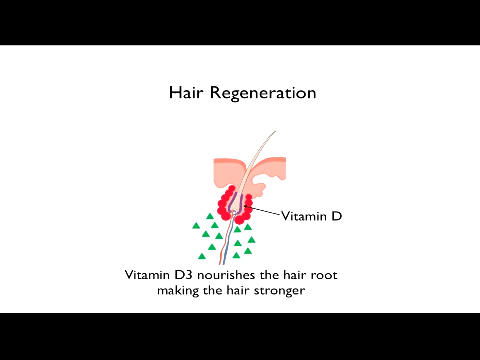 Hair Regeneration
Vitamin D
Vitamin D3 nourishes the hair root
making the hair stronger